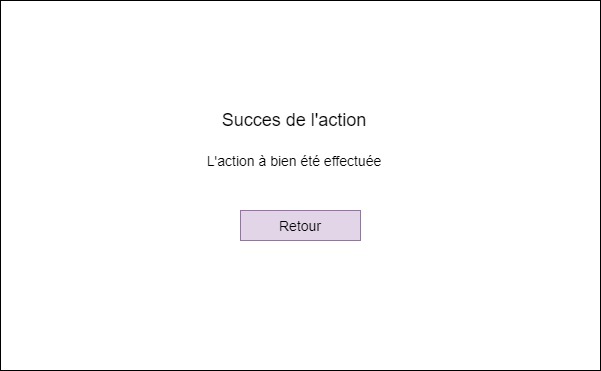 Succes de l'action
L'action à bien été effectuée
Retour